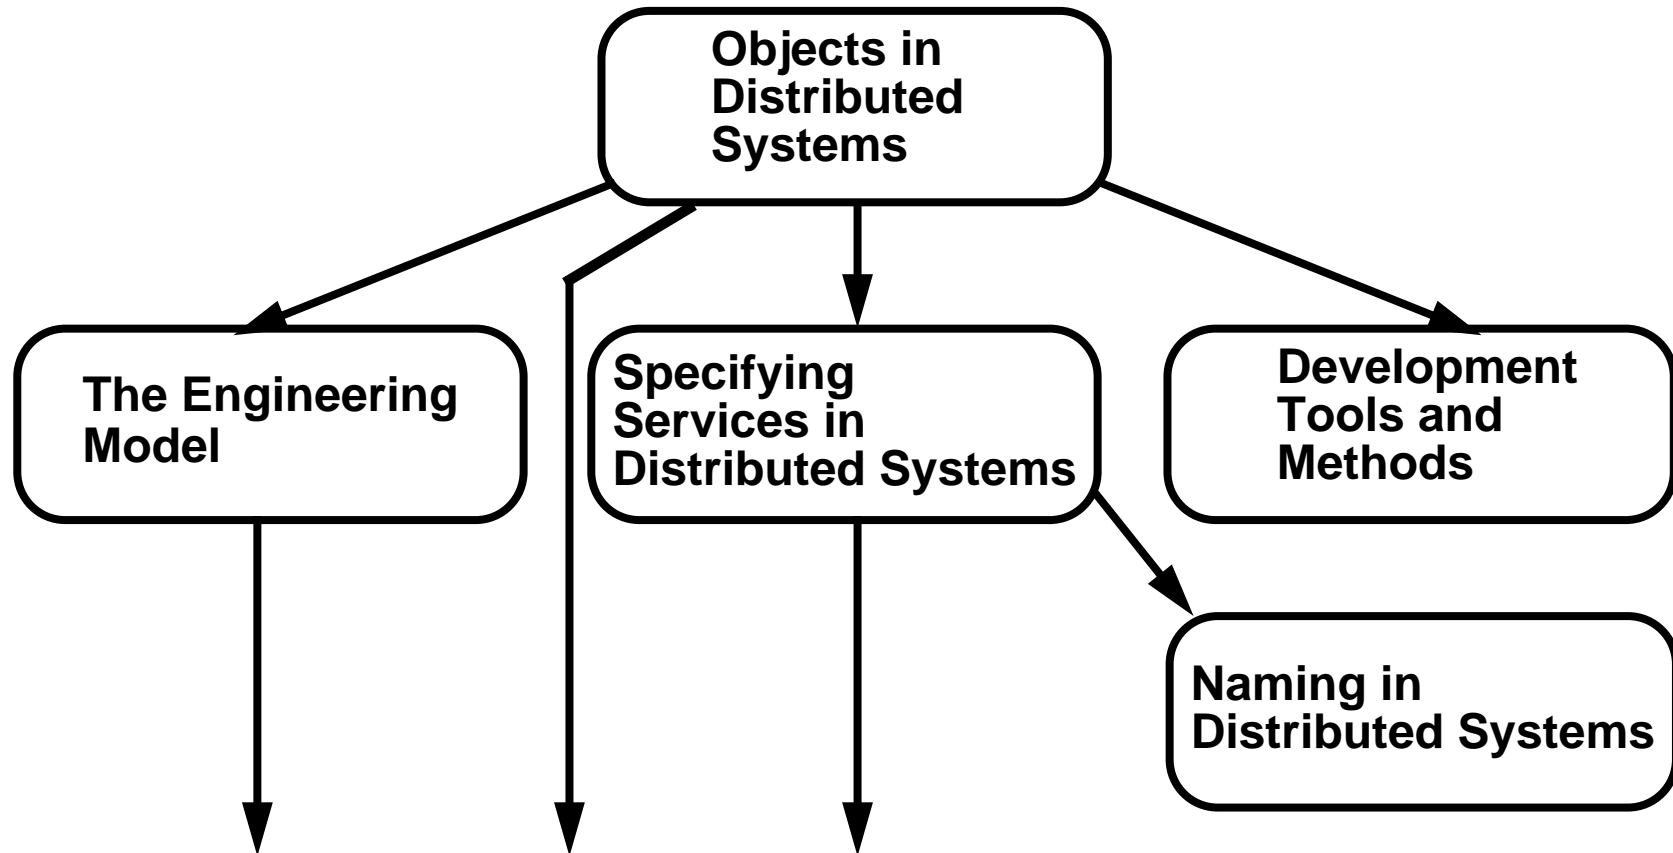 Objects in
Distributed
Systems
The Engineering
Model
Specifying
Services in
Distributed Systems
Development
Tools and
Methods
Naming in
Distributed Systems